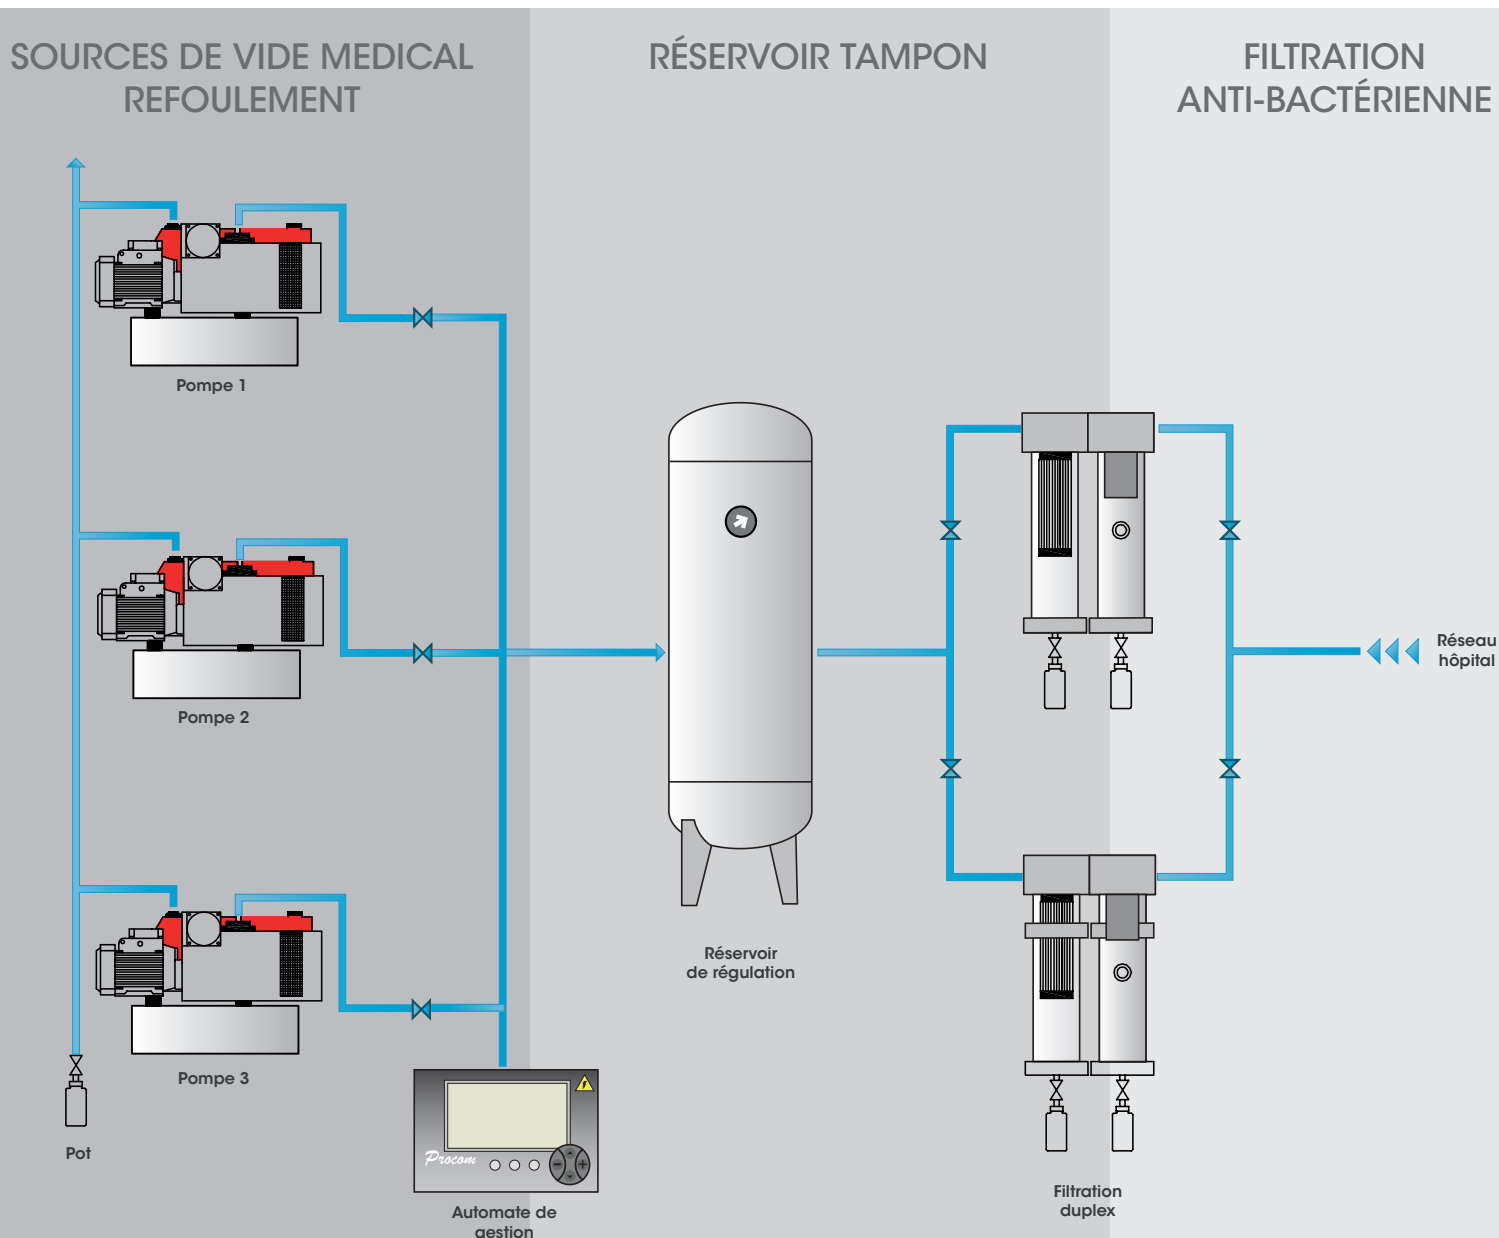 SOURCES DE VIDE MEDICAL
REFOULEMENT
RÉSERVOIR TAMPON
FILTRATION
ANTI-BACTÉRIENNE
Pompe 1
Pompe 2
Réseau
hôpital
Réservoir
de régulation
Pompe 3
Pot
Procom
Automate de
gestion
Filtration
duplex